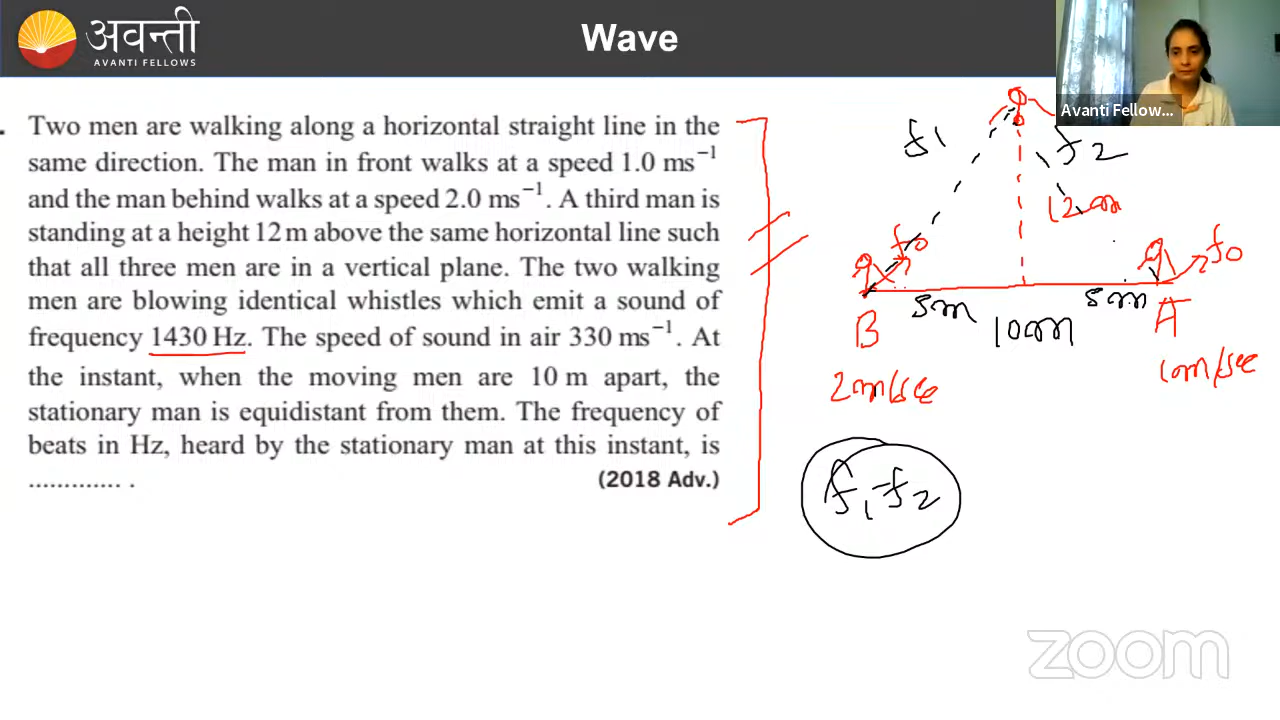 अवन्ती
AVANTI FELLOWS
Wave
Avanti Fellow...
. Two men are walking along a horizontal straight line in the
same direction. The man in front walks at a speed 1.0 ms⁻¹
and the man behind walks at a speed 2.0 ms⁻¹. A third man is
standing at a height 12 m above the same horizontal line such
that all three men are in a vertical plane. The two walking
men are blowing identical whistles which emit a sound of
frequency 1430 Hz. The speed of sound in air 330 ms⁻¹. At
the instant, when the moving men are 10 m apart, the
stationary man is equidistant from them. The frequency of
beats in Hz, heard by the stationary man at this instant, is
............. .
(2018 Adv.)
f1
f2
12m
f0
f0
5m
5m
10m
B
A
2m/sec
1m/sec
f1-f2
zoom